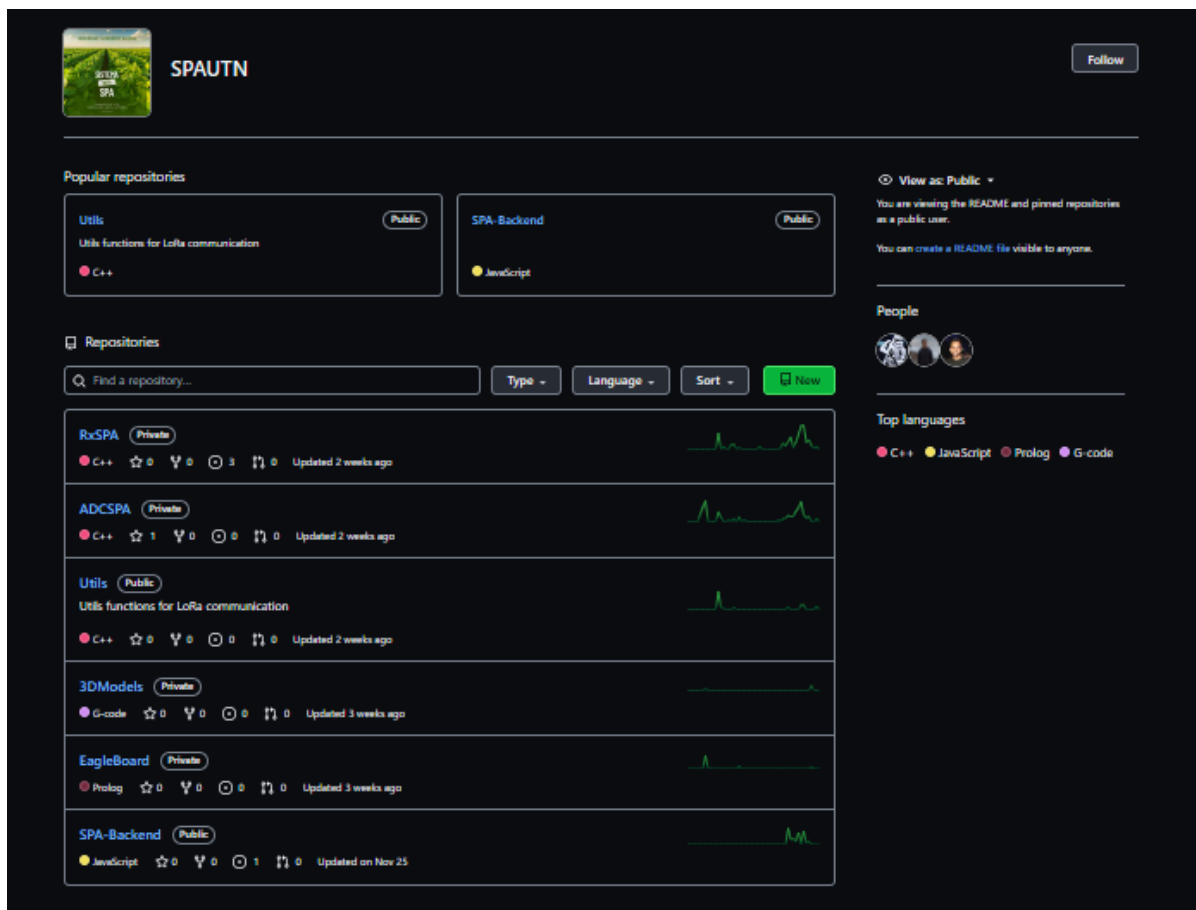 SISTEMA
SPA
SPAUTN
Follow
Popular repositories
Utils Public
Utils functions for LoRa communication
C++
SPA-Backend Public
JavaScript
View as: Public
You are viewing the README and pinned repositories
as a public user.
You can create a README file visible to anyone.
People
Top languages
C++ JavaScript Prolog G-code
Repositories
Find a repository...
Type Language Sort New
RxSPA Private
C++ 0 0 3 0 Updated 2 weeks ago
ADCSPA Private
C++ 1 0 0 0 Updated 2 weeks ago
Utils Public
Utils functions for LoRa communication
C++ 0 0 0 0 Updated 2 weeks ago
3DModels Private
G-code 0 0 0 0 Updated 3 weeks ago
EagleBoard Private
Prolog 0 0 0 0 Updated 3 weeks ago
SPA-Backend Public
JavaScript 0 0 1 0 Updated on Nov 25